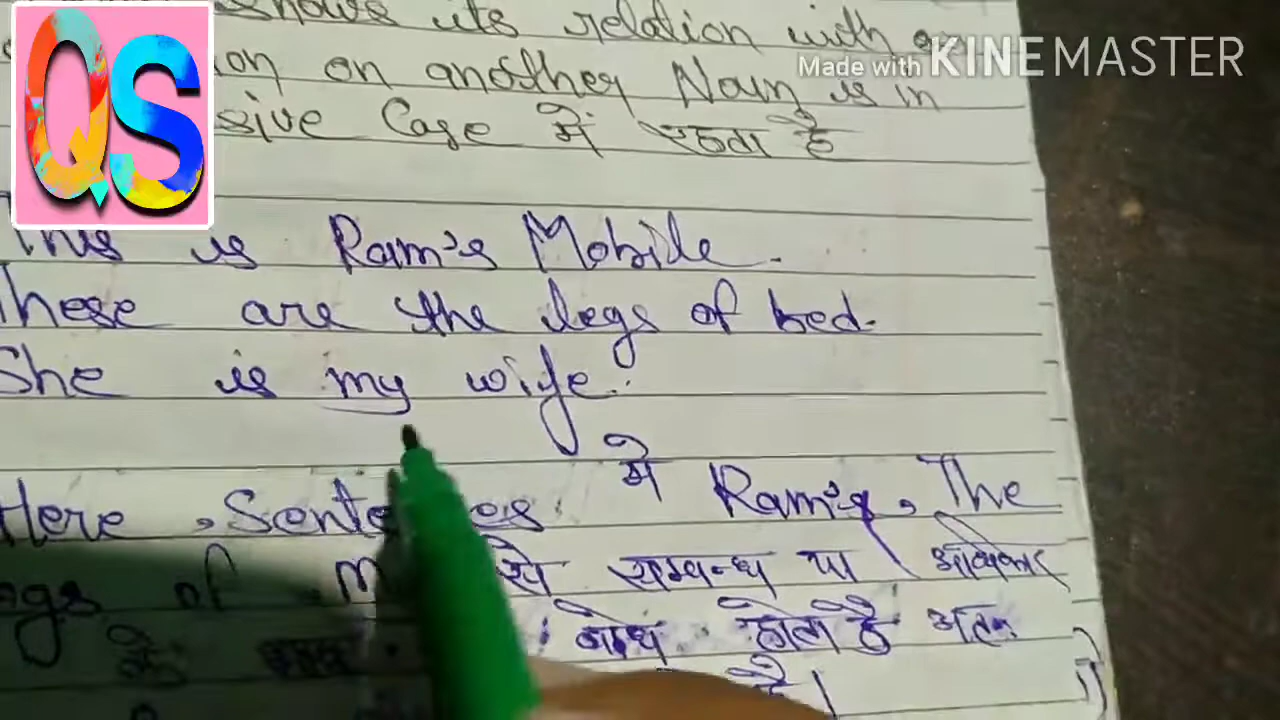 shows its relation with
on another Noun is in
sive Case में रहता है
This is Ram's Mobile.
These are the legs of bed.
She is my wife.
Here, Sentences में Ram's, The
legs of से सम्बन्ध या अधिकार
के बोध होता है अतः
है।
QS
Made with KINEMASTER